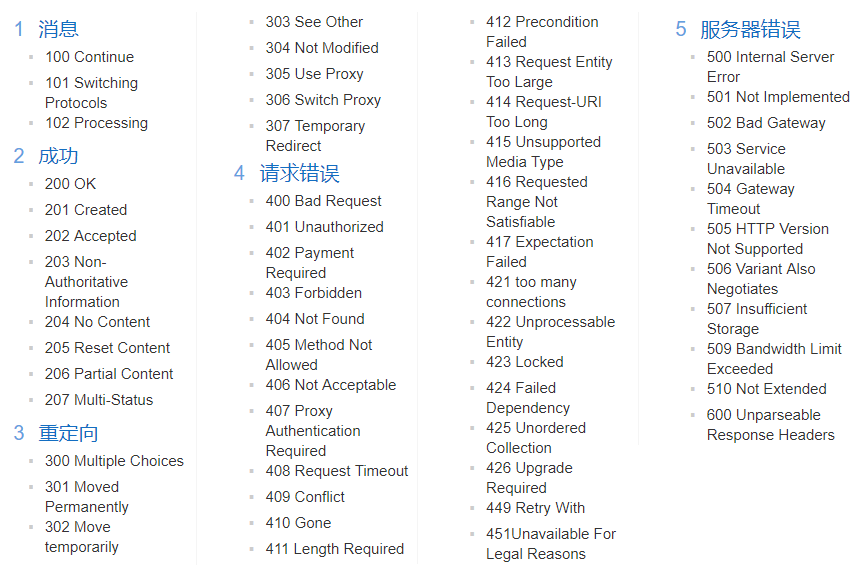 1 消息
100 Continue
101 Switching
Protocols
102 Processing
2 成功
200 OK
201 Created
202 Accepted
203 Non-
Authoritative
Information
204 No Content
205 Reset Content
206 Partial Content
207 Multi-Status
3 重定向
300 Multiple Choices
301 Moved
Permanently
302 Move
temporarily
303 See Other
304 Not Modified
305 Use Proxy
306 Switch Proxy
307 Temporary
Redirect
4 请求错误
400 Bad Request
401 Unauthorized
402 Payment
Required
403 Forbidden
404 Not Found
405 Method Not
Allowed
406 Not Acceptable
407 Proxy
Authentication
Required
408 Request Timeout
409 Conflict
410 Gone
411 Length Required
412 Precondition
Failed
413 Request Entity
Too Large
414 Request-URI
Too Long
415 Unsupported
Media Type
416 Requested
Range Not
Satisfiable
417 Expectation
Failed
421 too many
connections
422 Unprocessable
Entity
423 Locked
424 Failed
Dependency
425 Unordered
Collection
426 Upgrade
Required
449 Retry With
451Unavailable For
Legal Reasons
5 服务器错误
500 Internal Server
Error
501 Not Implemented
502 Bad Gateway
503 Service
Unavailable
504 Gateway
Timeout
505 HTTP Version
Not Supported
506 Variant Also
Negotiates
507 Insufficient
Storage
509 Bandwidth Limit
Exceeded
510 Not Extended
600 Unparseable
Response Headers